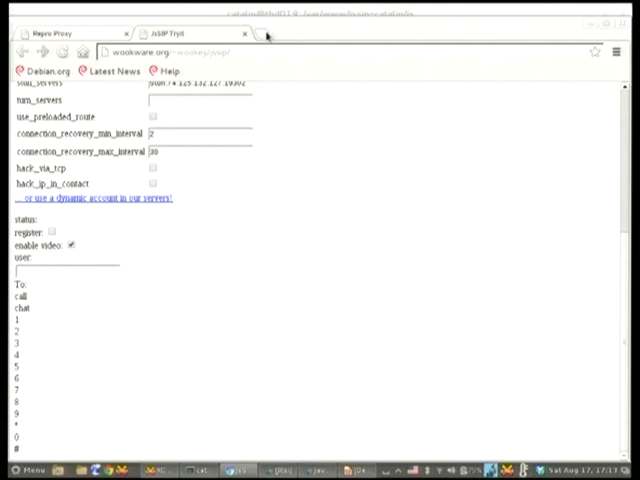 Repro Proxy
JsSIP Tryit
wookware.org/~wookey/jssip/
Debian.org
Latest News
Help
stun_servers
turn_servers
use_preloaded_route
connection_recovery_min_interval 2
connection_recovery_max_interval 30
hack_via_tcp
hack_ip_in_contact
... or use a dynamic account in our servers!
status:
register:
enable video:
user:
To:
call
chat
1
2
3
4
5
6
7
8
9
*
0
#
Menu
Sat Aug 17, 17:13